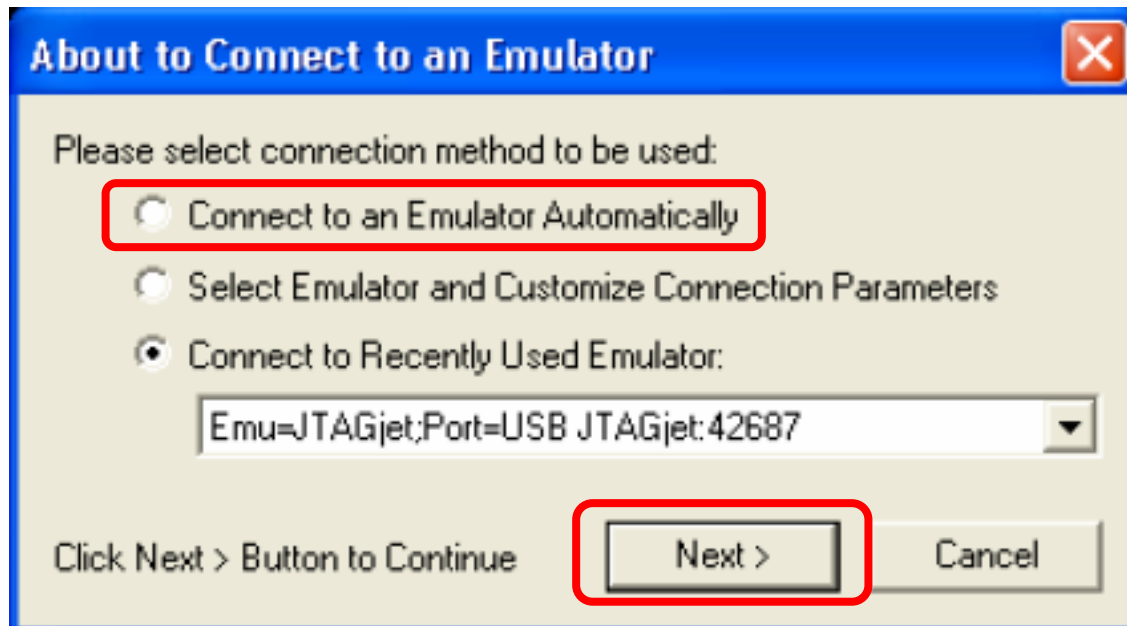 About to Connect to an Emulator
Please select connection method to be used:
Connect to an Emulator Automatically
Select Emulator and Customize Connection Parameters
Connect to Recently Used Emulator:
Emu=JTAGjet;Port=USB JTAGjet:42687
Click Next > Button to Continue
Next >
Cancel